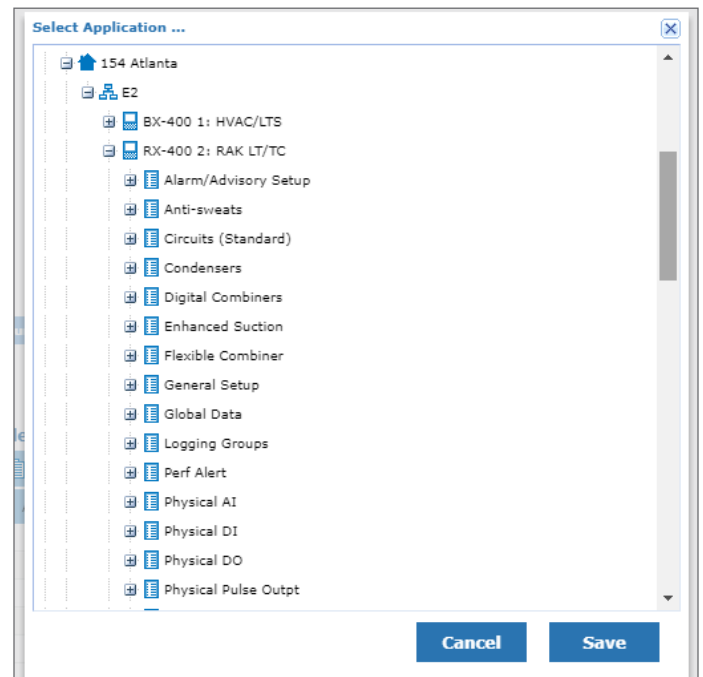 Select Application ...
154 Atlanta
E2
BX-400 1: HVAC/LTS
RX-400 2: RAK LT/TC
Alarm/Advisory Setup
Anti-sweats
Circuits (Standard)
Condensers
Digital Combiners
Enhanced Suction
Flexible Combiner
General Setup
Global Data
Logging Groups
Perf Alert
Physical AI
Physical DI
Physical DO
Physical Pulse Outpt
Cancel Save